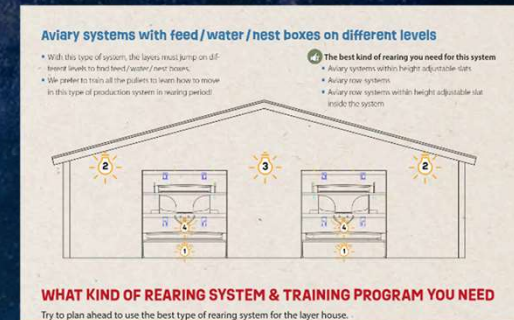 Aviary systems with feed/water/nest boxes on different levels
• With this type of system, the layers must jump on dif-
ferent levels to find feed/water/nest boxes.
• We prefer to train all the pullets to learn how to move
in this type of production system in rearing period!
The best kind of rearing you need for this system
• Aviary systems within height adjustable slats
• Aviary row systems
• Aviary row systems within height adjustable slat
inside the system
2 3 2
4 4
1 1
WHAT KIND OF REARING SYSTEM & TRAINING PROGRAM YOU NEED
Try to plan ahead to use the best type of rearing system for the layer house.